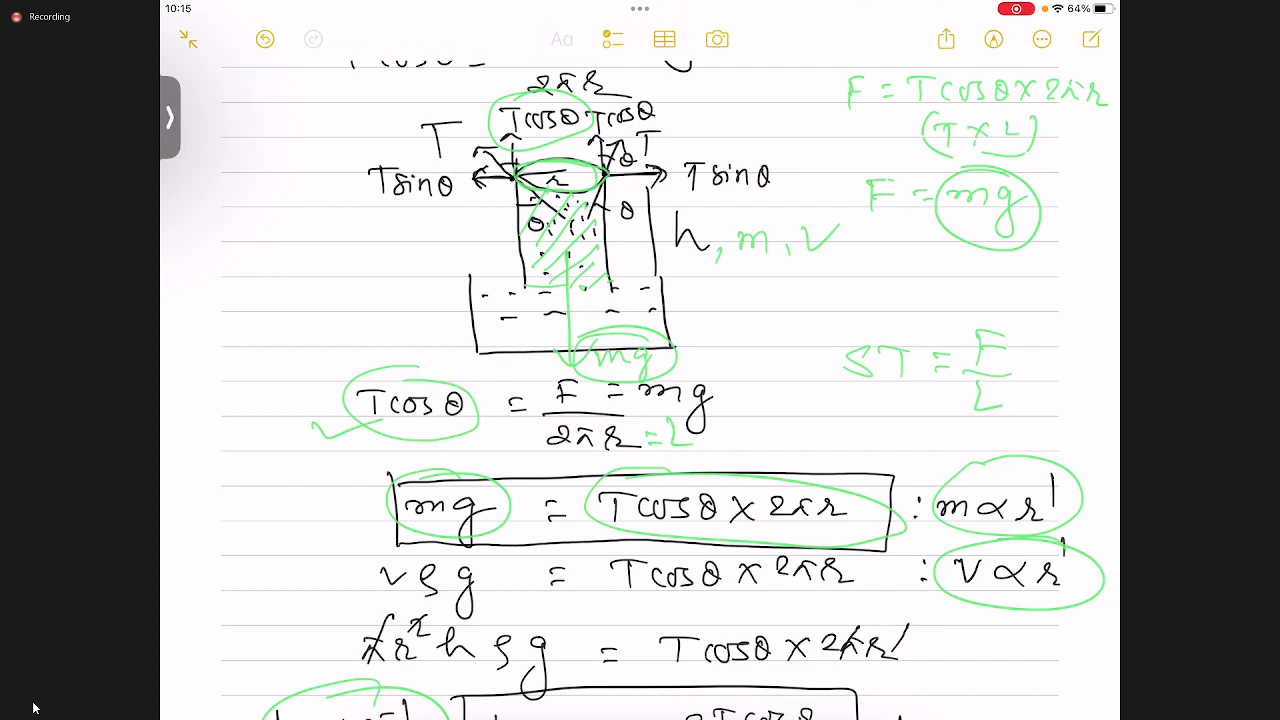 Recording
10:15
64%
Aa
2πr
Tcosθ Tcosθ
F = Tcosθ×2πr
T T
θ
(T × L)
Tsinθ r Tsinθ
F = mg
θ θ
h, m, v
mg
ST = F/L
Tcosθ = F = mg
2πr = L
mg = Tcosθ × 2πr : m∝r¹
vρg = Tcosθ × 2πr : v∝r¹
πr²hρg = Tcosθ × 2πr